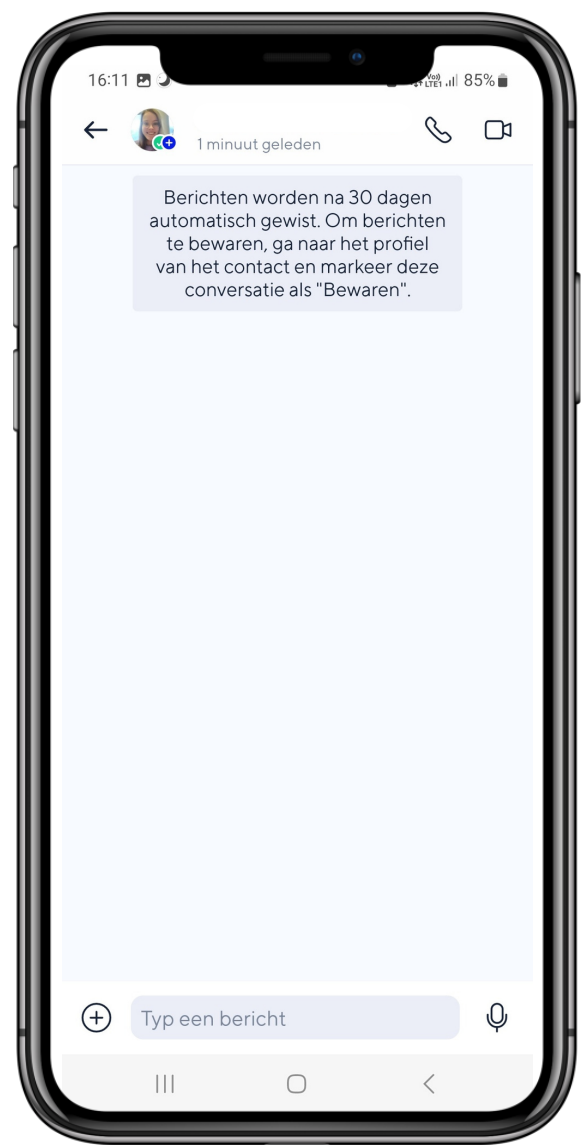 16:11
85%
1 minuut geleden
Berichten worden na 30 dagen
automatisch gewist. Om berichten
te bewaren, ga naar het profiel
van het contact en markeer deze
conversatie als "Bewaren".
Typ een bericht